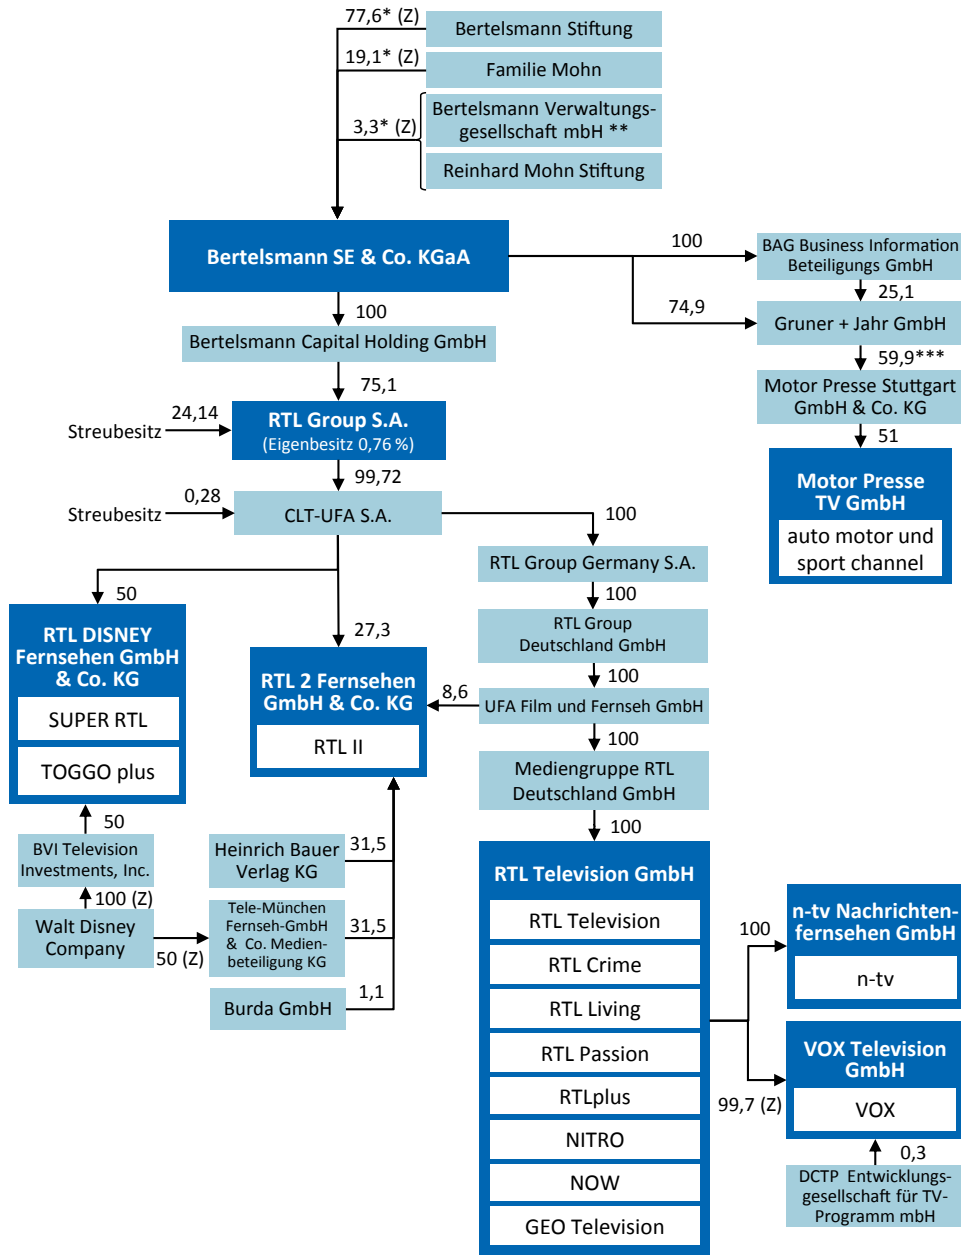 77,6* (Z)
Bertelsmann Stiftung
19,1* (Z)
Familie Mohn
3,3* (Z)
Bertelsmann Verwaltungs-
gesellschaft mbH **
Reinhard Mohn Stiftung
Bertelsmann SE & Co. KGaA
100
BAG Business Information
Beteiligungs GmbH
25,1
74,9
Gruner + Jahr GmbH
59,9***
Motor Presse Stuttgart
GmbH & Co. KG
51
Motor Presse
TV GmbH
auto motor und
sport channel
100
Bertelsmann Capital Holding GmbH
75,1
24,14
Streubesitz
RTL Group S.A.
(Eigenbesitz 0,76 %)
99,72
0,28
Streubesitz
CLT-UFA S.A.
100
RTL Group Germany S.A.
100
RTL Group
Deutschland GmbH
100
UFA Film und Fernseh GmbH
8,6
100
Mediengruppe RTL
Deutschland GmbH
100
50
RTL DISNEY
Fernsehen GmbH
& Co. KG
SUPER RTL
TOGGO plus
50
BVI Television
Investments, Inc.
100 (Z)
Walt Disney
Company
50 (Z)
27,3
RTL 2 Fernsehen
GmbH & Co. KG
RTL II
Heinrich Bauer
Verlag KG
31,5
Tele-München
Fernseh-GmbH
& Co. Medien-
beteiligung KG
31,5
Burda GmbH
1,1
RTL Television GmbH
RTL Television
RTL Crime
RTL Living
RTL Passion
RTLplus
NITRO
NOW
GEO Television
100
n-tv Nachrichten-
fernsehen GmbH
n-tv
99,7 (Z)
VOX Television
GmbH
VOX
0,3
DCTP Entwicklungs-
gesellschaft für TV-
Programm mbH